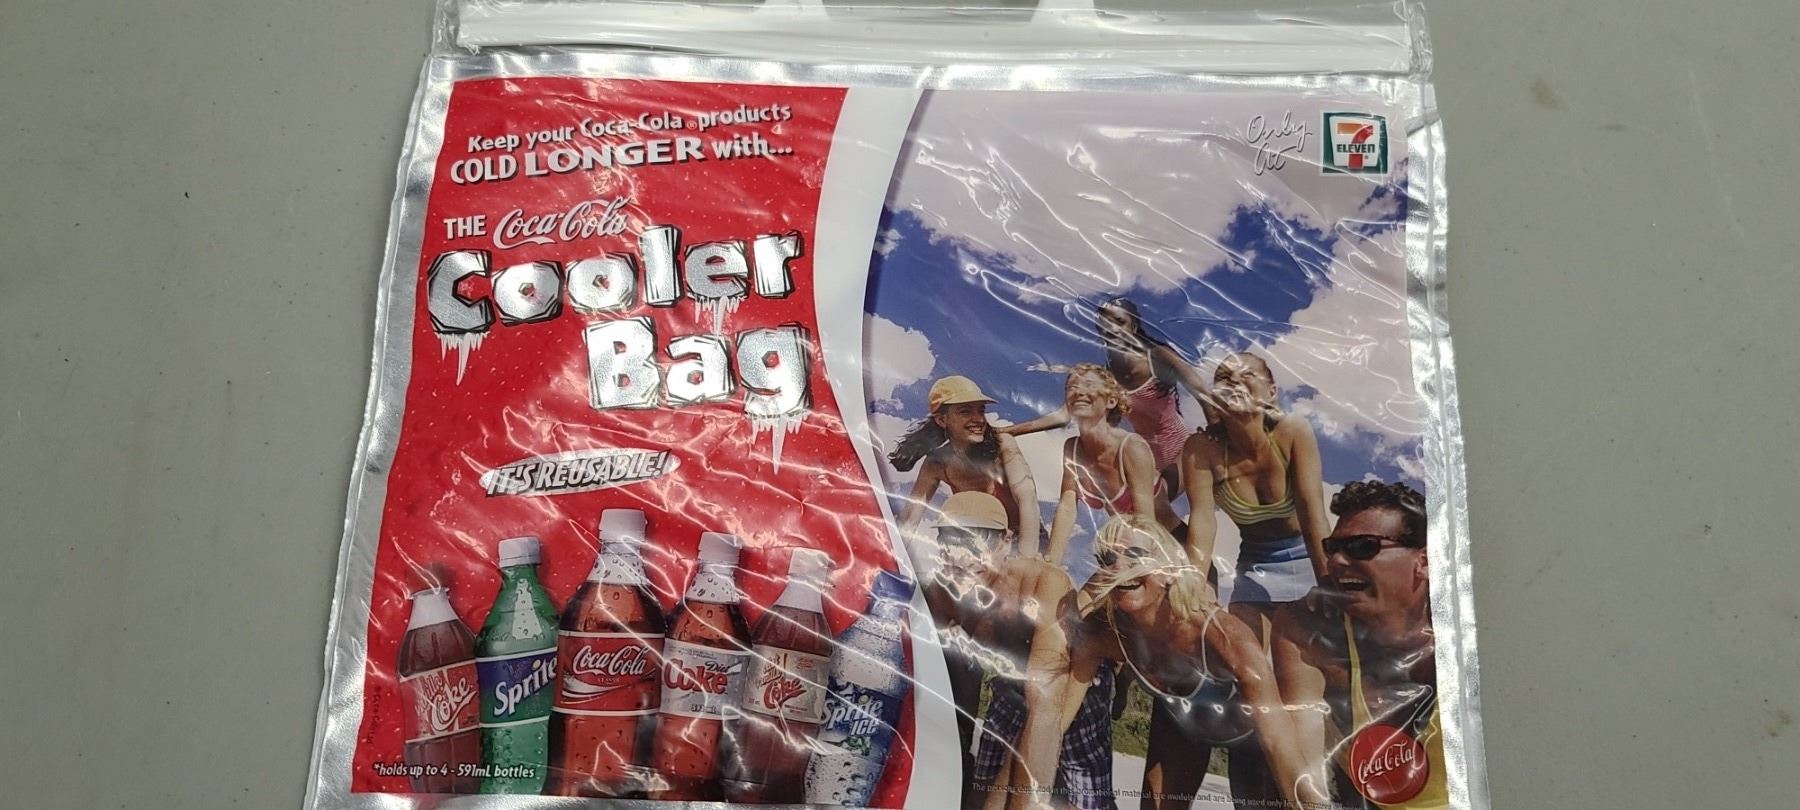 Keep your Coca-Cola® products
COLD LONGER with...
THE Coca-Cola
Cooler
Bag
IT'S REUSABLE!
Coke
Sprite
Coca-Cola
CLASSIC
Diet
Coke
Coke
Sprite
ICE
*holds up to 4 - 591mL bottles
Only
at
7
ELEVEN
Coca-Cola